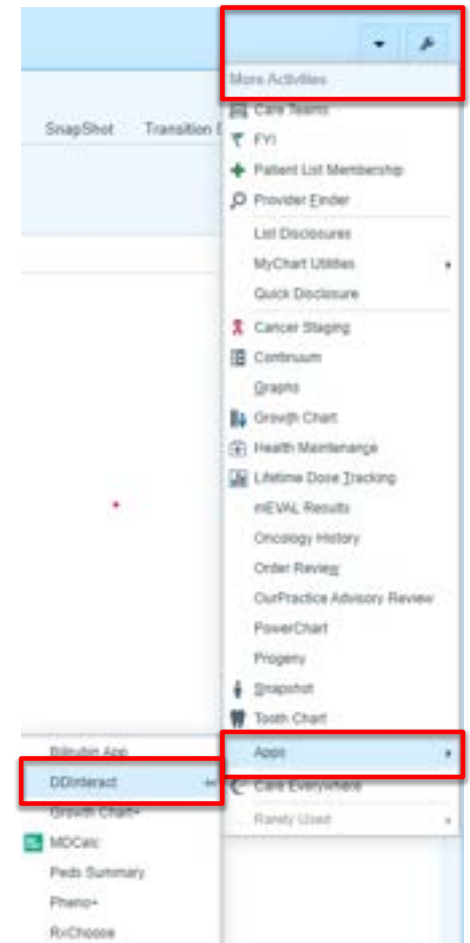 More Activities
Care Teams
SnapShot Transition
FYI
Patient List Membership
Provider Finder
List Disclosures
MyChart Utilities
Quick Disclosure
Cancer Staging
Continuum
Graphs
Growth Chart
Health Maintenance
Lifetime Dose Tracking
mEVAL Results
Oncology History
Order Review
OurPractice Advisory Review
PowerChart
Progeny
Snapshot
Tooth Chart
Apps
Care Everywhere
Rarely Used
Bilirubin App
DDInteract
Growth Chart+
MDCalc
Peds Summary
Pheno+
RxChoose